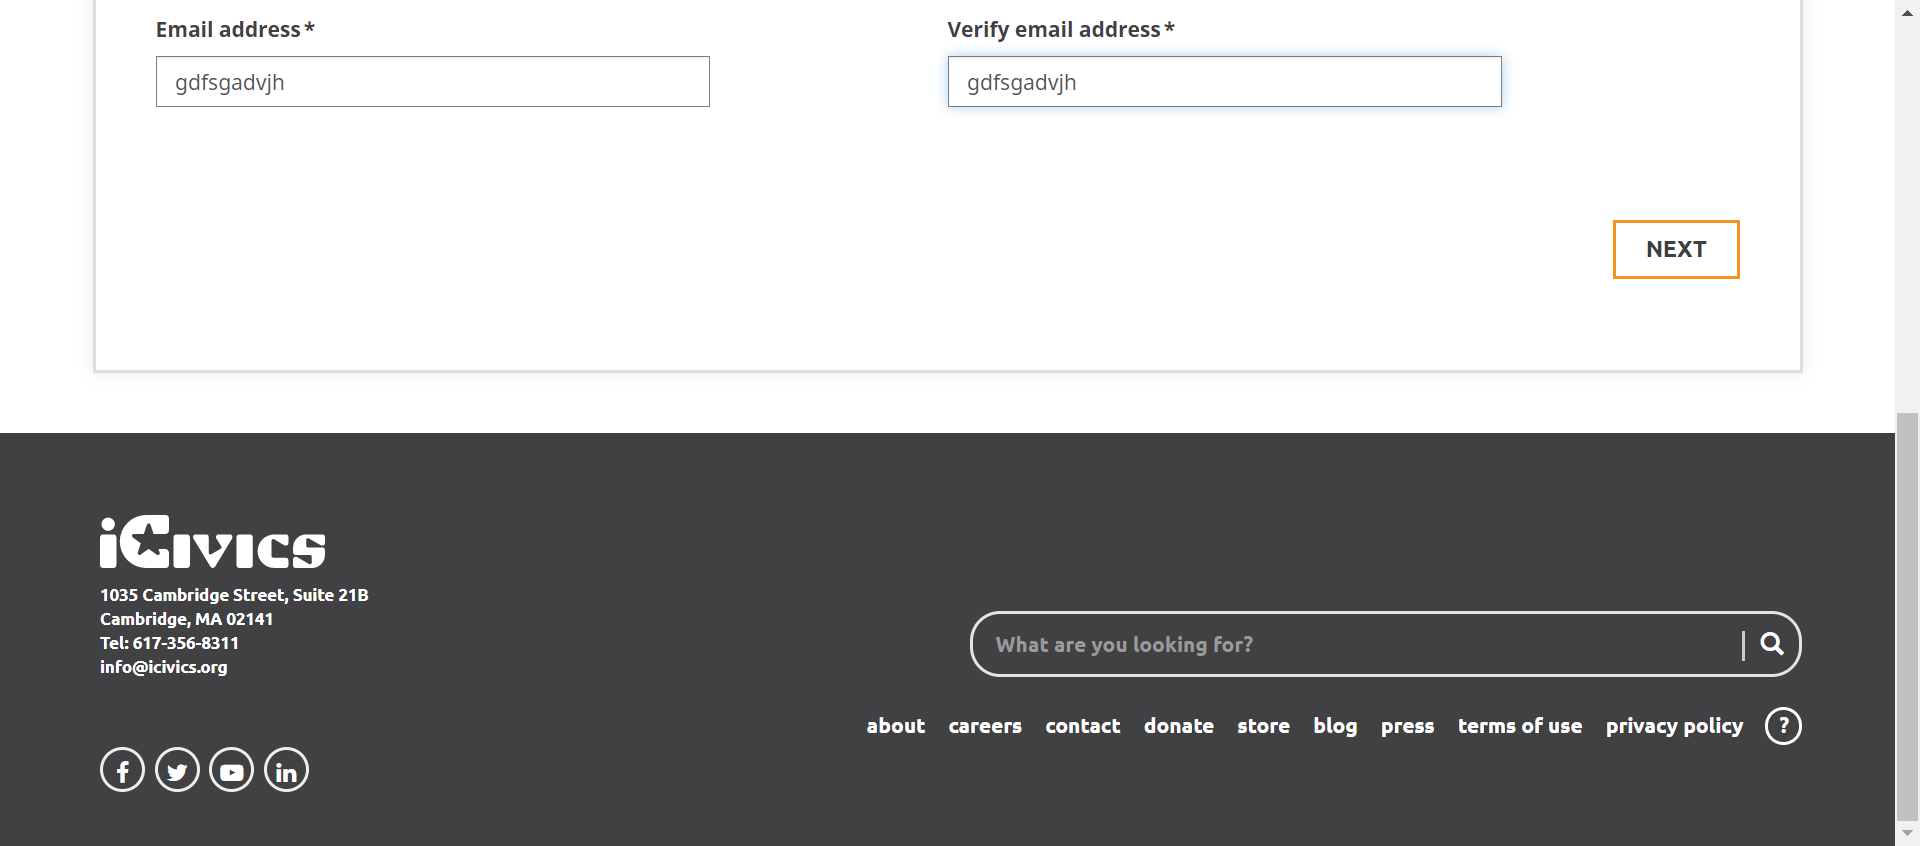 Email address*
Verify email address*
gdfsgadvjh
gdfsgadvjh
NEXT
iCivics
1035 Cambridge Street, Suite 21B
Cambridge, MA 02141
Tel: 617-356-8311
info@icivics.org
What are you looking for?
about careers contact donate store blog press terms of use privacy policy ?